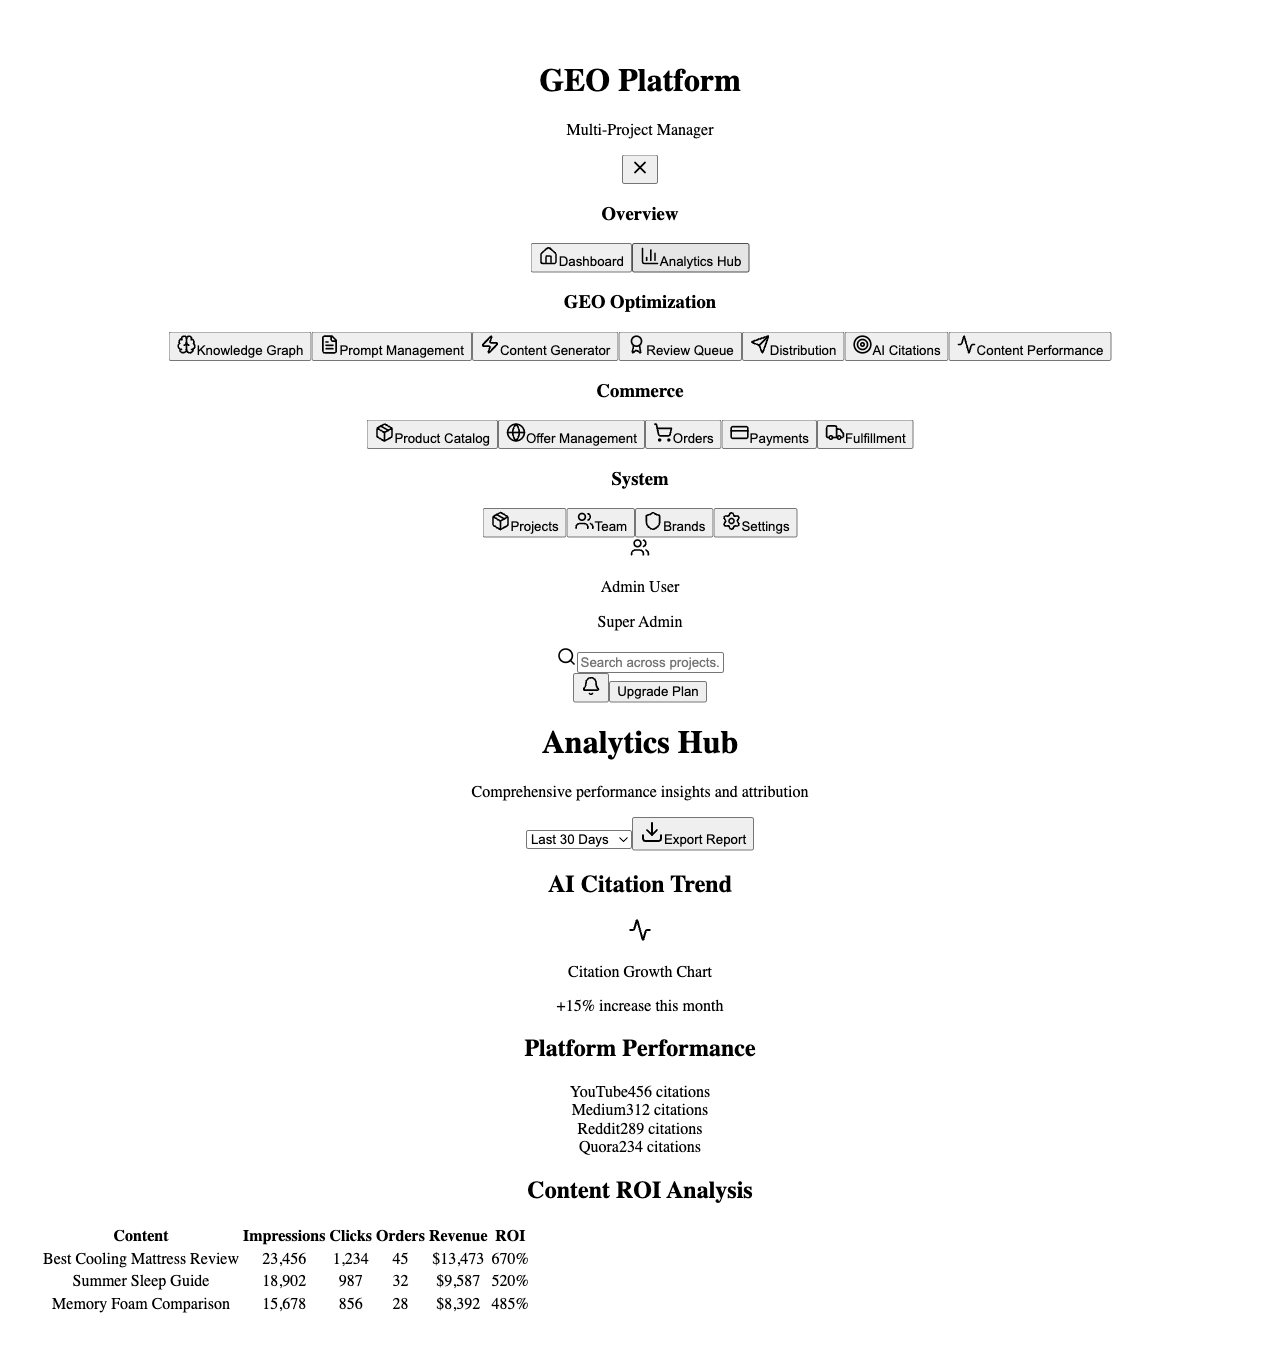 GEO Platform
Multi-Project Manager
Overview
Dashboard Analytics Hub
GEO Optimization
Knowledge Graph Prompt Management Content Generator Review Queue Distribution AI Citations Content Performance
Commerce
Product Catalog Offer Management Orders Payments Fulfillment
System
Projects Team Brands Settings
Admin User
Super Admin
Search across projects.
Upgrade Plan
Analytics Hub
Comprehensive performance insights and attribution
Last 30 Days Export Report
AI Citation Trend
Citation Growth Chart
+15% increase this month
Platform Performance
YouTube456 citations
Medium312 citations
Reddit289 citations
Quora234 citations
Content ROI Analysis
Content Impressions Clicks Orders Revenue ROI
Best Cooling Mattress Review 23,456 1,234 45 $13,473 670%
Summer Sleep Guide 18,902 987 32 $9,587 520%
Memory Foam Comparison 15,678 856 28 $8,392 485%